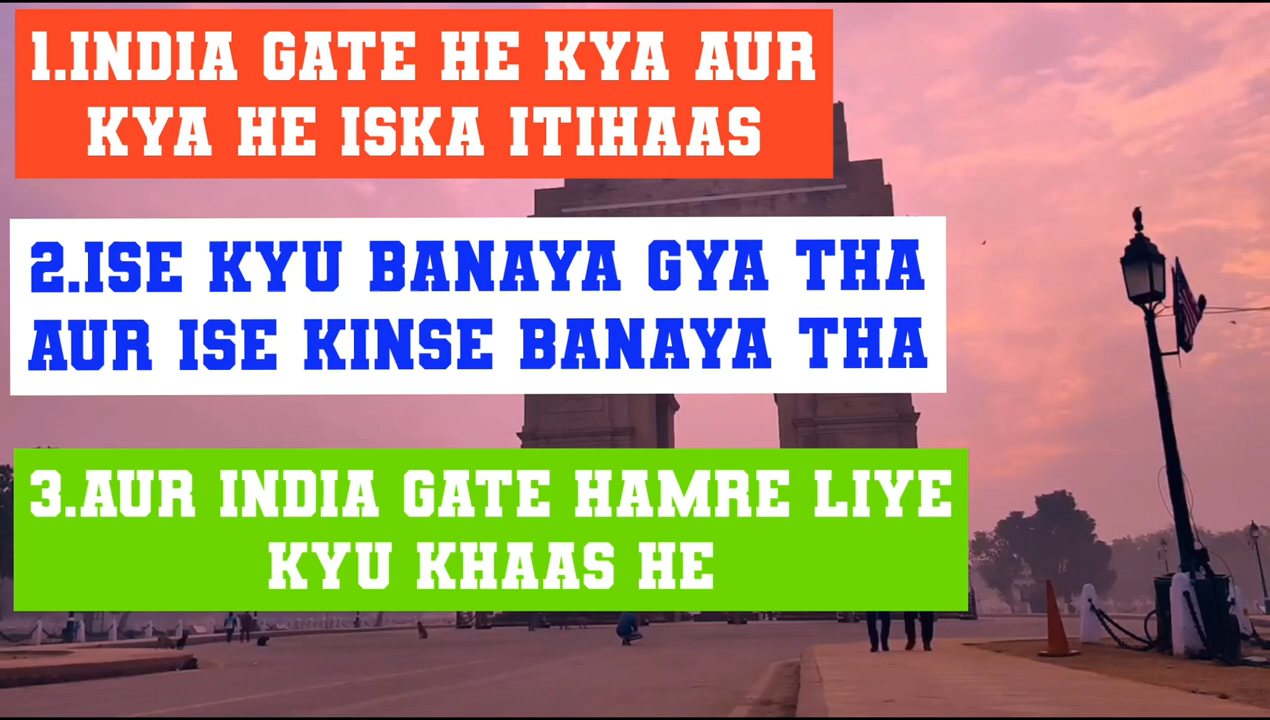 1.INDIA GATE HE KYA AUR
KYA HE ISKA ITIHAAS
2.ISE KYU BANAYA GYA THA
AUR ISE KINSE BANAYA THA
3.AUR INDIA GATE HAMRE LIYE
KYU KHAAS HE